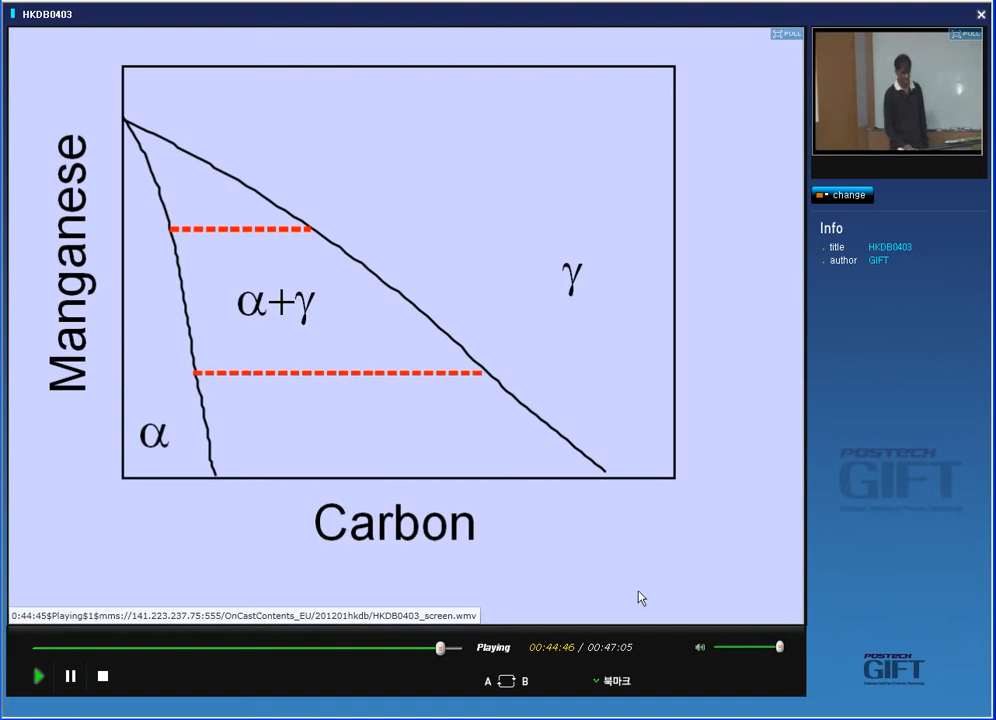 HKDB0403
FULL
FULL
Manganese
α+γ
γ
α
Carbon
change
Info
. title HKDB0403
. author GIFT
POSTECH
GIFT
0:44:45$Playing$1$mms://141.223.237.75:555/OnCastContents_EU/201201hkdb/HKDB0403_screen.wmv
Playing 00:44:46 / 00:47:05
A B 북마크
POSTECH
GIFT